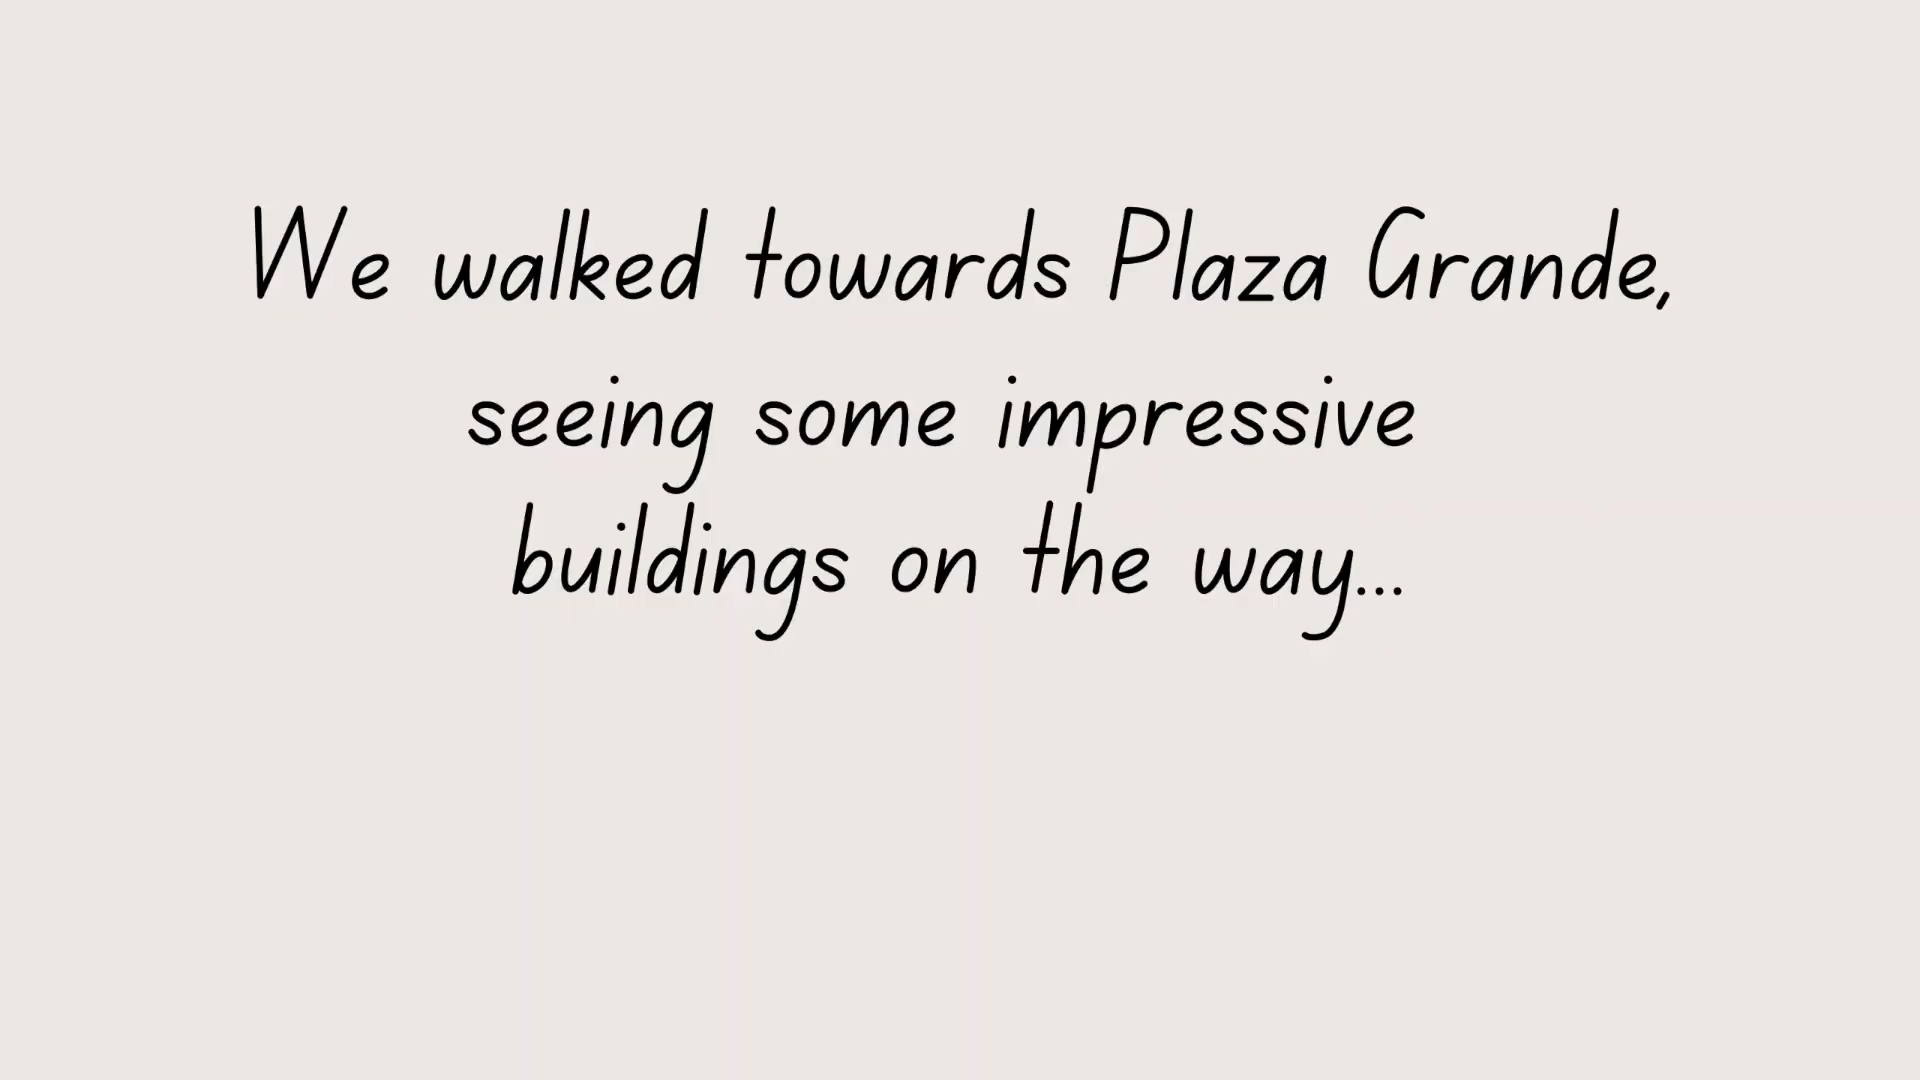 We walked towards Plaza Grande,
seeing some impressive
buildings on the way...